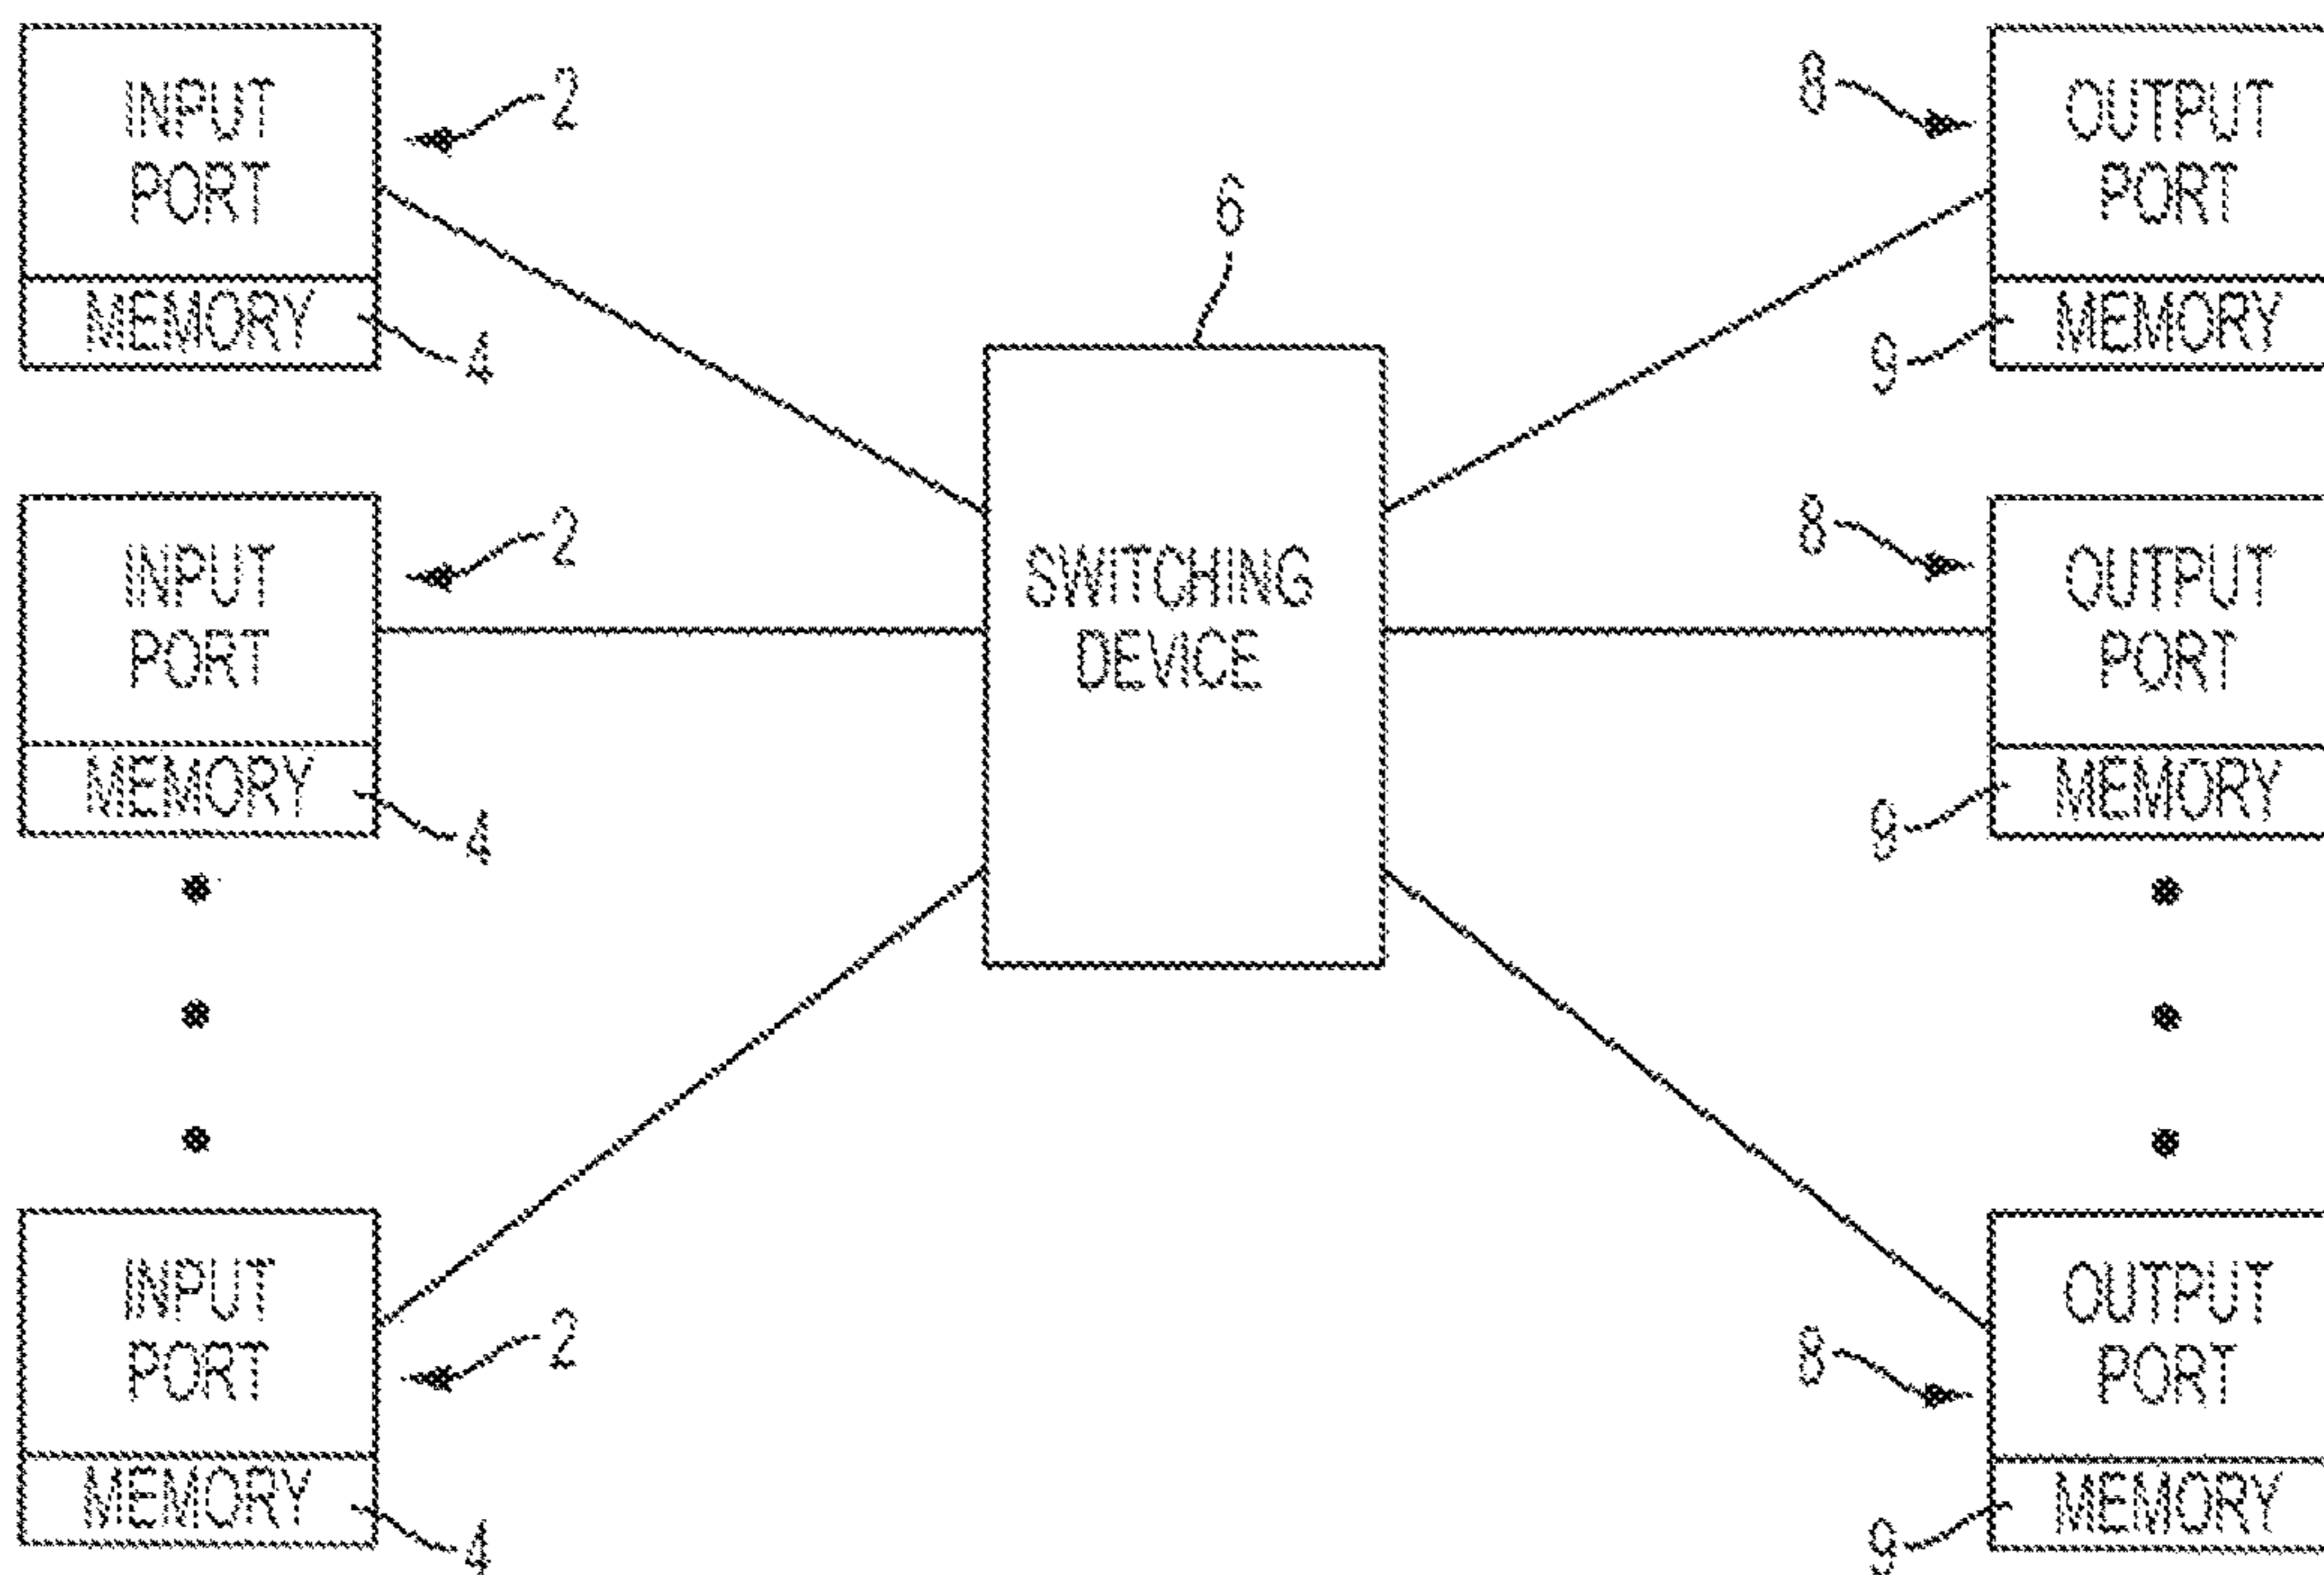 INPUT
PORT
MEMORY
2
4
INPUT
PORT
MEMORY
2
4
INPUT
PORT
MEMORY
2
4
6
SWITCHING
DEVICE
8
OUTPUT
PORT
MEMORY
9
8
OUTPUT
PORT
MEMORY
9
8
OUTPUT
PORT
MEMORY
9